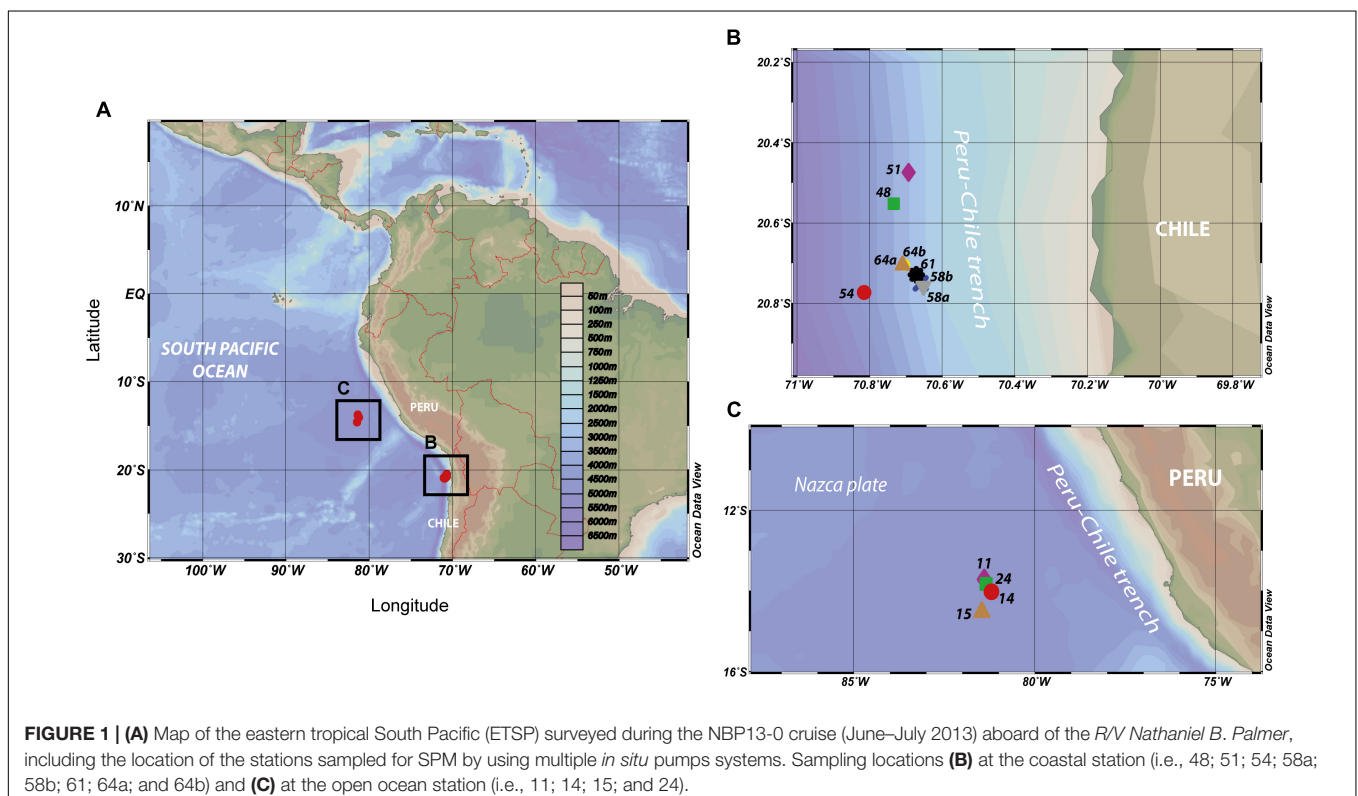 A
Latitude
10˚N
EQ
10˚S
20˚S
30˚S
100˚W
90˚W
80˚W
70˚W
60˚W
50˚W
Longitude
SOUTH PACIFIC
OCEAN
C
B
PERU
CHILE
50m
100m
250m
500m
750m
1000m
1250m
1500m
2000m
2500m
3000m
3500m
4000m
4500m
5000m
5500m
6000m
6500m
Ocean Data View
B
20.2˚S
20.4˚S
20.6˚S
20.8˚S
71˚W
70.8˚W
70.6˚W
70.4˚W
70.2˚W
70˚W
69.8˚W
51
48
64b
64a
61
58b
54
58a
Peru-Chile trench
CHILE
Ocean Data View
C
12˚S
16˚S
85˚W
80˚W
75˚W
Nazca plate
Peru-Chile trench
PERU
11
24
14
15
Ocean Data View
FIGURE 1 | (A) Map of the eastern tropical South Pacific (ETSP) surveyed during the NBP13-0 cruise (June–July 2013) aboard of the R/V Nathaniel B. Palmer,
including the location of the stations sampled for SPM by using multiple in situ pumps systems. Sampling locations (B) at the coastal station (i.e., 48; 51; 54; 58a;
58b; 61; 64a; and 64b) and (C) at the open ocean station (i.e., 11; 14; 15; and 24).